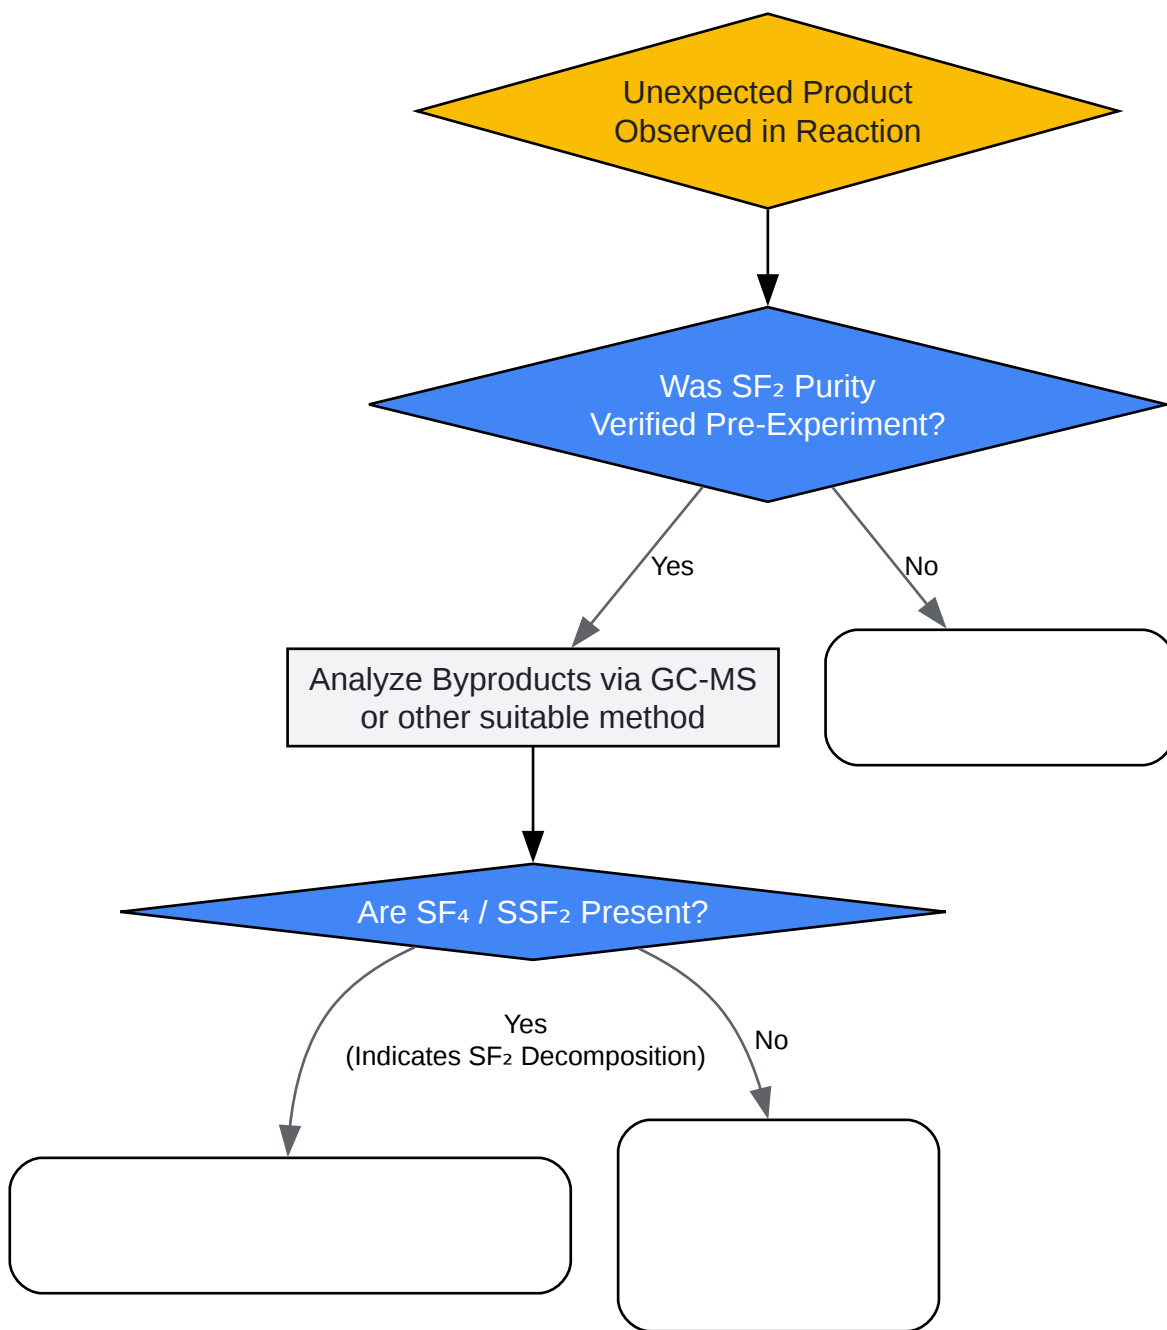 Unexpected Product
Observed in Reaction
Was SF₂ Purity
Verified Pre-Experiment?
Yes
No
Analyze Byproducts via GC-MS
or other suitable method
Are SF₄ / SSF₂ Present?
Yes
(Indicates SF₂ Decomposition)
No